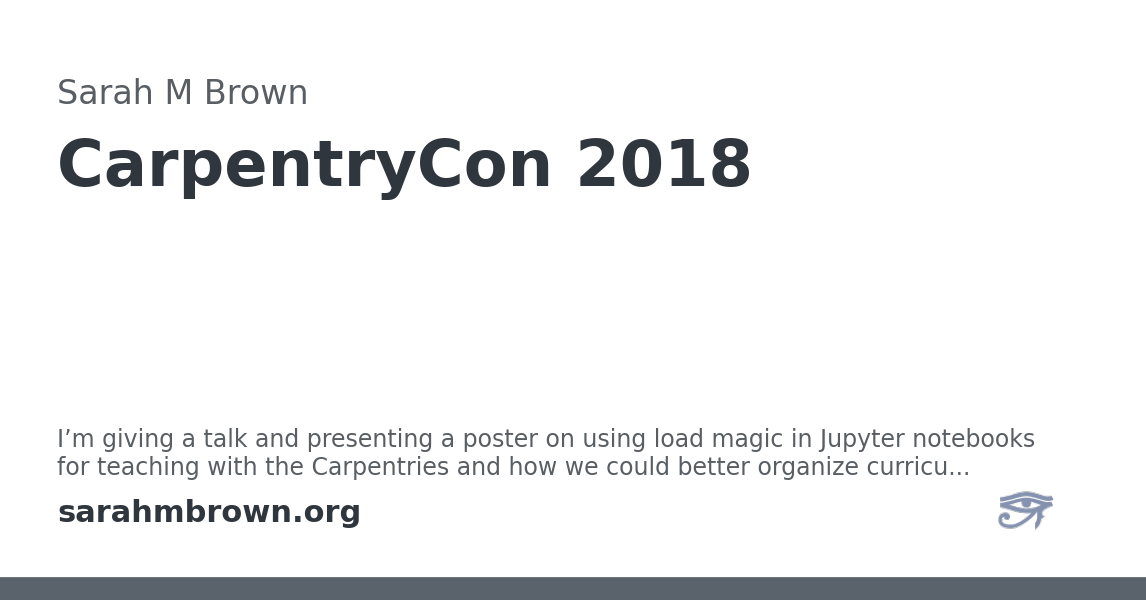 Sarah M Brown
CarpentryCon 2018
I’m giving a talk and presenting a poster on using load magic in Jupyter notebooks
for teaching with the Carpentries and how we could better organize curricu...
sarahmbrown.org